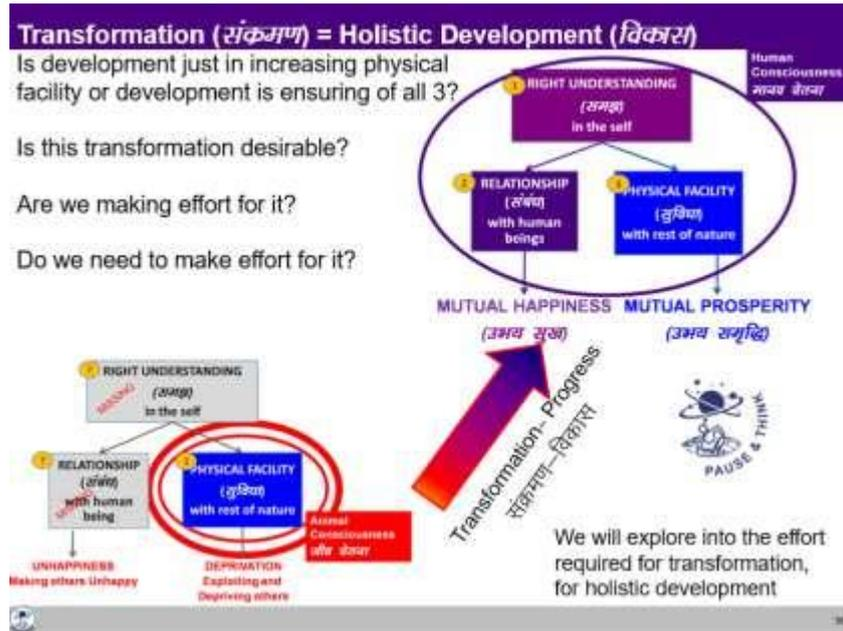 Transformation (संक्रमण) = Holistic Development (विकास)
Is development just in increasing physical
facility or development is ensuring of all 3?
Is this transformation desirable?
Are we making effort for it?
Do we need to make effort for it?
Human
Consciousness
मानव चेतना
1
RIGHT UNDERSTANDING
(समझ)
in the self
2
RELATIONSHIP
(संबंध)
with human
beings
3
PHYSICAL FACILITY
(सुविधा)
with rest of nature
MUTUAL HAPPINESS
(उभय सुख)
MUTUAL PROSPERITY
(उभय समृद्धि)
Transformation– Progress
संक्रमण–विकास
PAUSE & THINK
?
RIGHT UNDERSTANDING
(समझ)
in the self
MISSING
?
RELATIONSHIP
(संबंध)
with human
being
PHYSICAL FACILITY
(सुविधा)
with rest of nature
Animal
Consciousness
जीव चेतना
UNHAPPINESS
Making others Unhappy
DEPRIVATION
Exploiting and
Depriving others
We will explore into the effort
required for transformation,
for holistic development